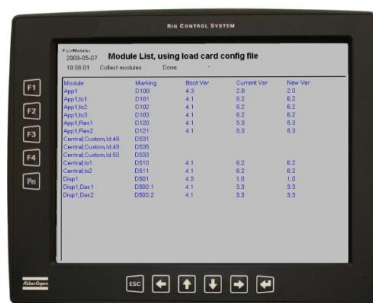 RIG CONTROL SYSTEM
2008-05-07 Module List, using load card config file
10:08:01 Collect modules Done
Module Marking Boot Ver Current Ver New Ver
App1 D100 4.3 2.0 2.0
App1,Io1 D101 4.1 6.2 6.2
App1,Io2 D102 4.1 6.2 6.2
App1,Io3 D103 4.1 6.2 6.2
App1,Res1 D120 4.1 5.3 5.3
App1,Res2 D121 4.1 5.3 5.3
Central,Custom,Id:48 D531
Central,Custom,Id:49 D535
Central,Custom,Id:50 D533
Central,Io1 D510 4.1 6.2 6.2
Central,Io2 D511 4.1 6.2 6.2
Disp1 D501 4.3 1.0 1.0
Disp1,Dec1 D500:1 4.1 3.3 3.3
Disp1,Dec2 D500:2 4.1 3.3 3.3
F1
F2
F3
F4
Fn
Atlas Copco
ESC